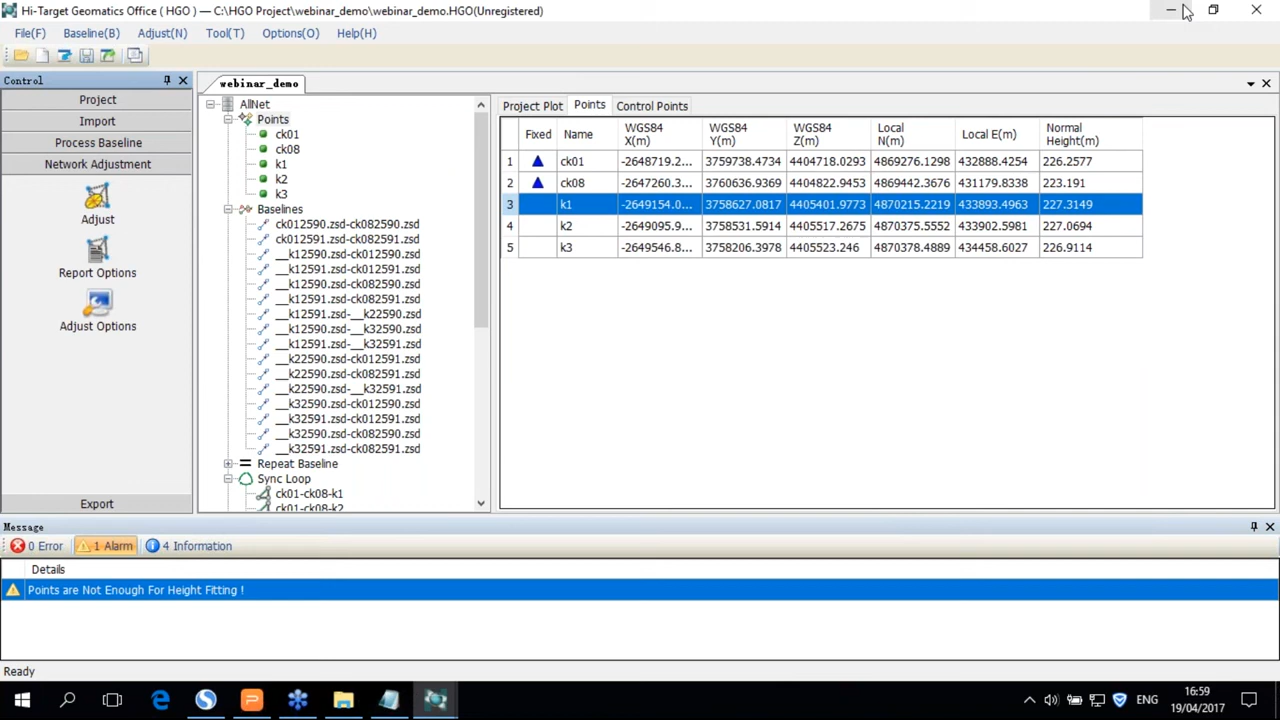 Hi-Target Geomatics Office ( HGO ) — C:\HGO Project\webinar_demo\webinar_demo.HGO(Unregistered)
File(F) Baseline(B) Adjust(N) Tool(T) Options(O) Help(H)
Control
Project
Import
Process Baseline
Network Adjustment
Adjust
Report Options
Adjust Options
Export
webinar_demo
AllNet
Points
ck01
ck08
k1
k2
k3
Baselines
ck012590.zsd-ck082590.zsd
ck012591.zsd-ck082591.zsd
__k12590.zsd-ck012590.zsd
__k12591.zsd-ck012591.zsd
__k12590.zsd-ck082590.zsd
__k12591.zsd-ck082591.zsd
__k12591.zsd-__k22590.zsd
__k12590.zsd-__k32590.zsd
__k12591.zsd-__k32591.zsd
__k22590.zsd-ck012591.zsd
__k22590.zsd-ck082591.zsd
__k22590.zsd-__k32591.zsd
__k32590.zsd-ck012590.zsd
__k32591.zsd-ck012591.zsd
__k32590.zsd-ck082590.zsd
__k32591.zsd-ck082591.zsd
Repeat Baseline
Sync Loop
ck01-ck08-k1
ck01-ck08-k2
Project Plot Points Control Points
Fixed Name WGS84 X(m) WGS84 Y(m) WGS84 Z(m) Local N(m) Local E(m) Normal Height(m)
1 ck01 -2648719.2... 3759738.4734 4404718.0293 4869276.1298 432888.4254 226.2577
2 ck08 -2647260.3... 3760636.9369 4404822.9453 4869442.3676 431179.8338 223.191
3 k1 -2649154.0... 3758627.0817 4405401.9773 4870215.2219 433893.4963 227.3149
4 k2 -2649095.9... 3758531.5914 4405517.2675 4870375.5552 433902.5981 227.0694
5 k3 -2649546.8... 3758206.3978 4405523.246 4870378.4889 434458.6027 226.9114
Message
0 Error 1 Alarm 4 Information
Details
Points are Not Enough For Height Fitting !
Ready
ENG
16:59
19/04/2017